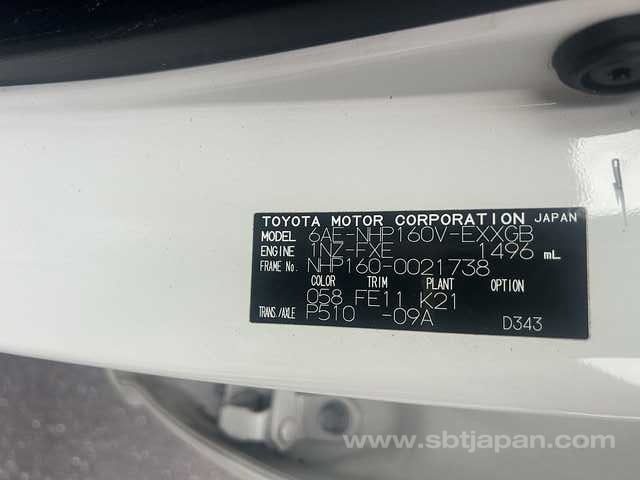 TOYOTA MOTOR CORPORATION JAPAN
MODEL 6AE-NHP160V-EXXGB
ENGINE 1NZ-FXE 1496 mL
FRAME No. NHP160-0021738
COLOR TRIM PLANT OPTION
058 FE11 K21
TRANS/AXLE P510 -09A D343
www.sbtjapan.com